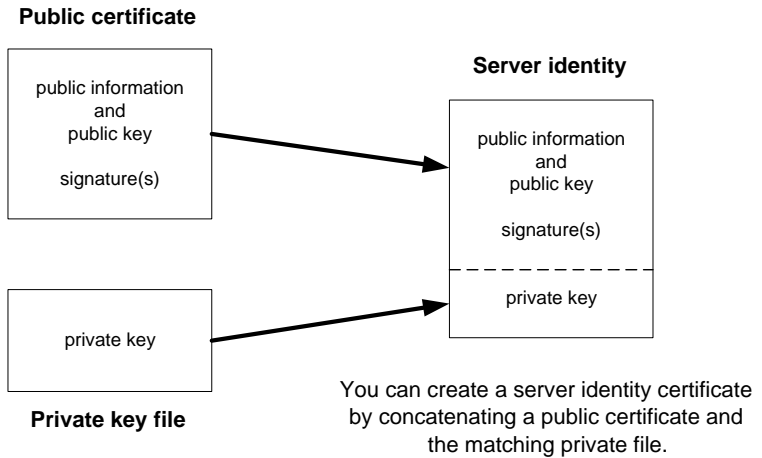 Public certificate
public information
and
public key
signature(s)
Server identity
public information
and
public key
signature(s)
private key
private key
Private key file
You can create a server identity certificate
by concatenating a public certificate and
the matching private file.